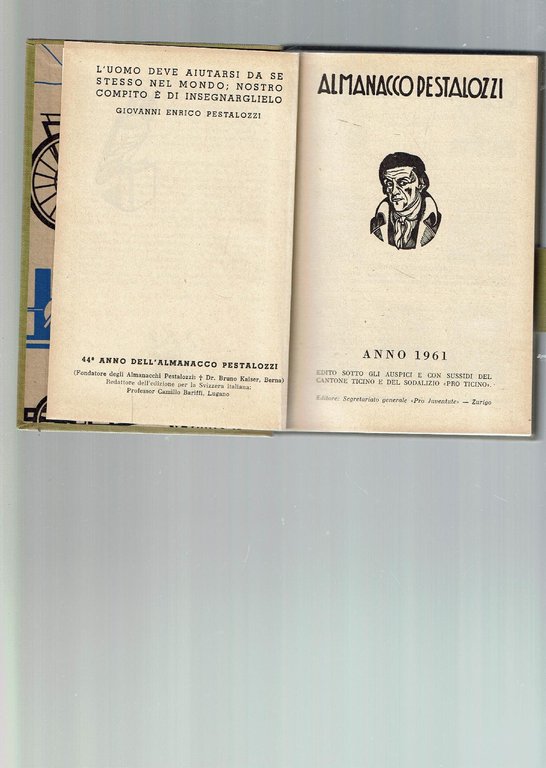 L'UOMO DEVE AIUTARSI DA SE
STESSO NEL MONDO; NOSTRO
COMPITO È DI INSEGNARGLIELO
GIOVANNI ENRICO PESTALOZZI
44º ANNO DELL'ALMANACCO PESTALOZZI
(Fondatore degli Almanacchi Pestalozzi: † Dr. Bruno Kaiser, Berna)
Redattore dell'edizione per la Svizzera italiana:
Professor Camillo Bariffi, Lugano
ALMANACCO PESTALOZZI
ANNO 1961
EDITO SOTTO GLI AUSPICI E CON SUSSIDI DEL
CANTONE TICINO E DEL SODALIZIO «PRO TICINO».
Editore: Segretariato generale «Pro Juventute» — Zurigo